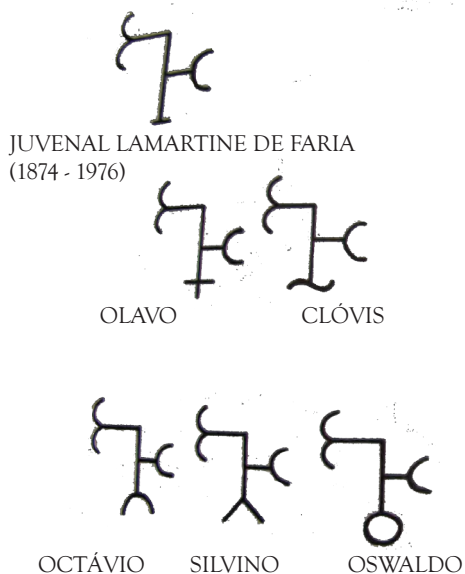 JUVENAL LAMARTINE DE FARIA
(1874 - 1976)
OLAVO CLÓVIS
OCTÁVIO SILVINO OSWALDO